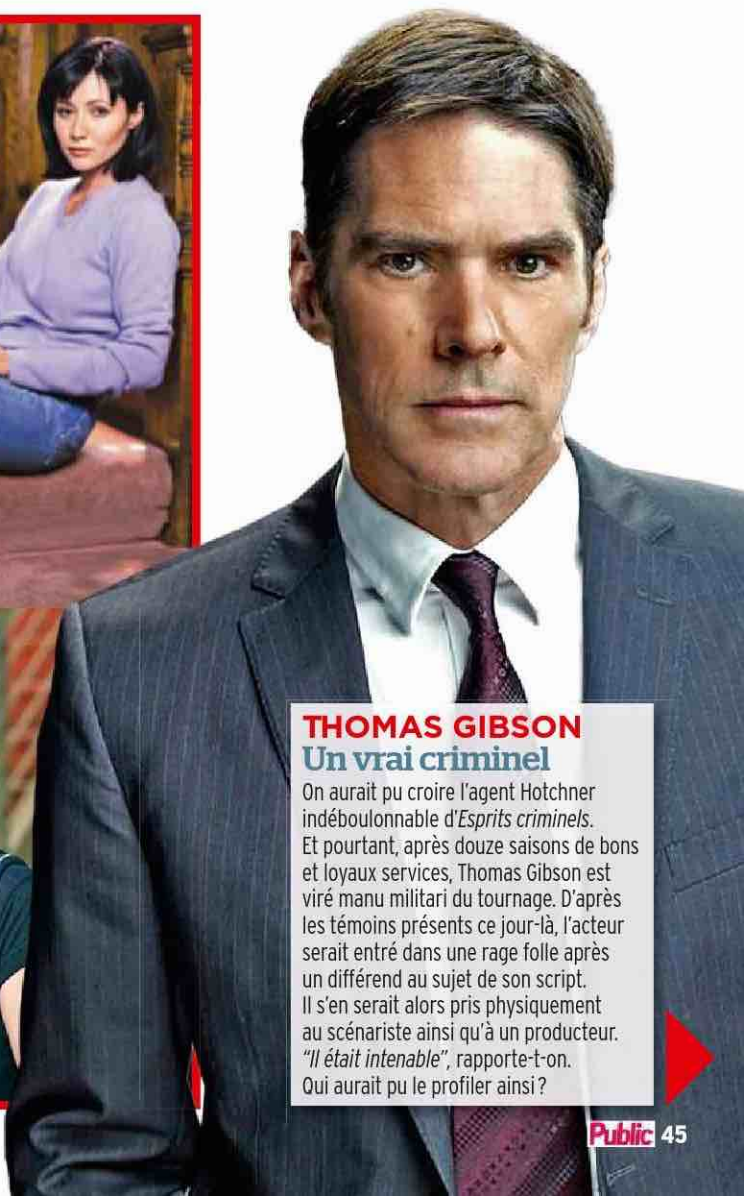 THOMAS GIBSON
Un vrai criminel
On aurait pu croire l'agent Hotchner
indéboulonnable d'Esprits criminels.
Et pourtant, après douze saisons de bons
et loyaux services, Thomas Gibson est
viré manu militari du tournage. D'après
les témoins présents ce jour-là, l'acteur
serait entré dans une rage folle après
un différend au sujet de son script.
Il s'en serait alors pris physiquement
au scénariste ainsi qu'à un producteur.
"Il était intenable", rapporte-t-on.
Qui aurait pu le profiler ainsi ?
Public 45